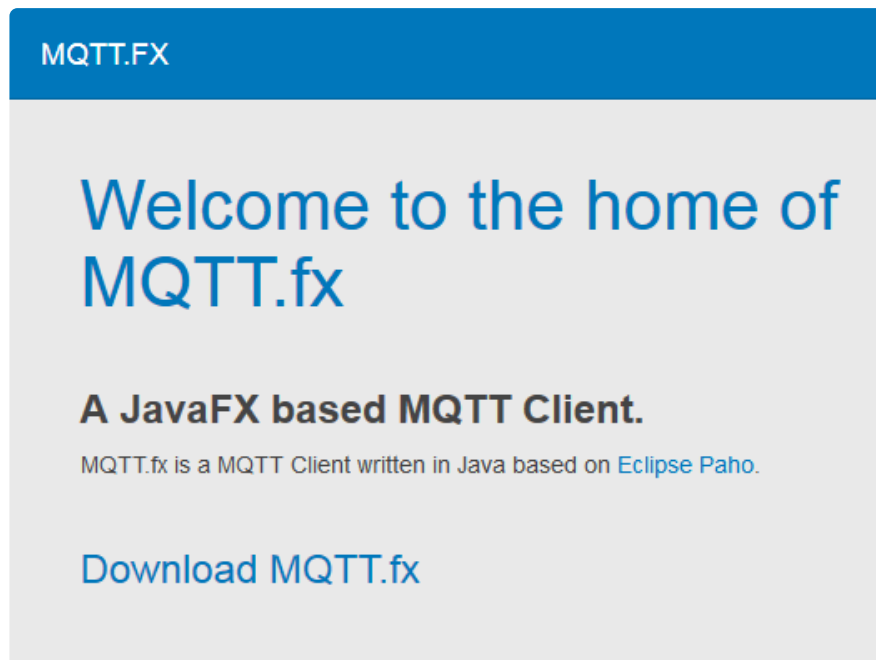 MQTT.FX
Welcome to the home of
MQTT.fx
A JavaFX based MQTT Client.
MQTT.fx is a MQTT Client written in Java based on Eclipse Paho.
Download MQTT.fx